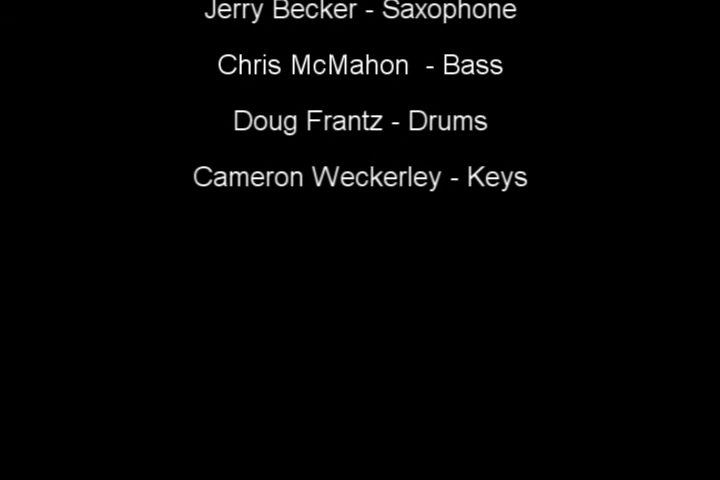 Jerry Becker - Saxophone
Chris McMahon  - Bass
Doug Frantz - Drums
Cameron Weckerley - Keys